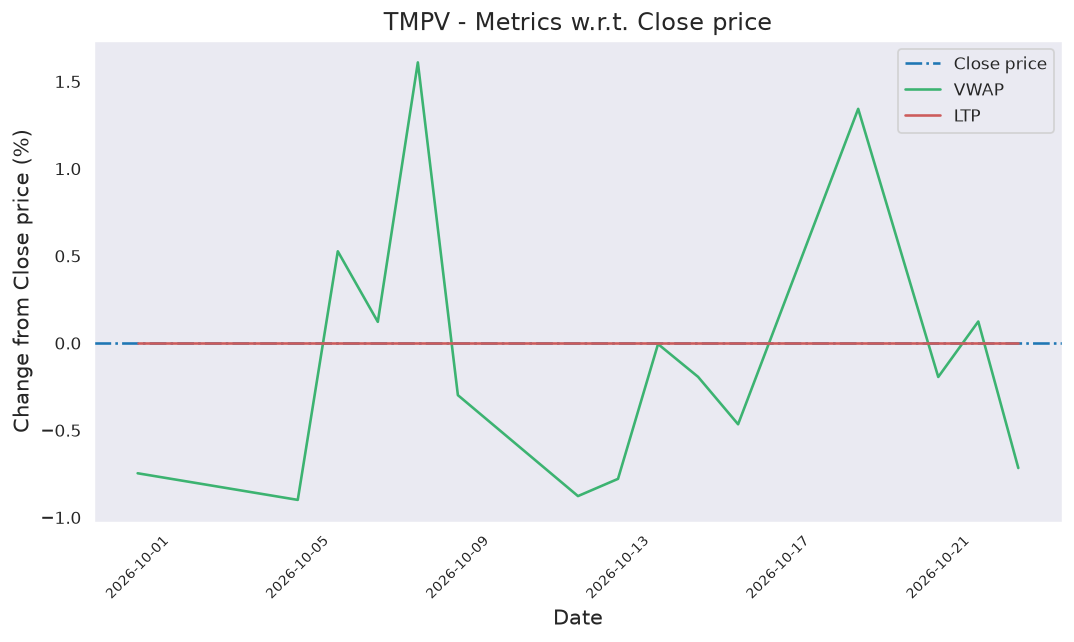 TMPV - Metrics w.r.t. Close price
Close price
VWAP
LTP
Change from Close price (%)
1.5
1.0
0.5
0.0
−0.5
−1.0
2026-10-01
2026-10-05
2026-10-09
2026-10-13
2026-10-17
2026-10-21
Date